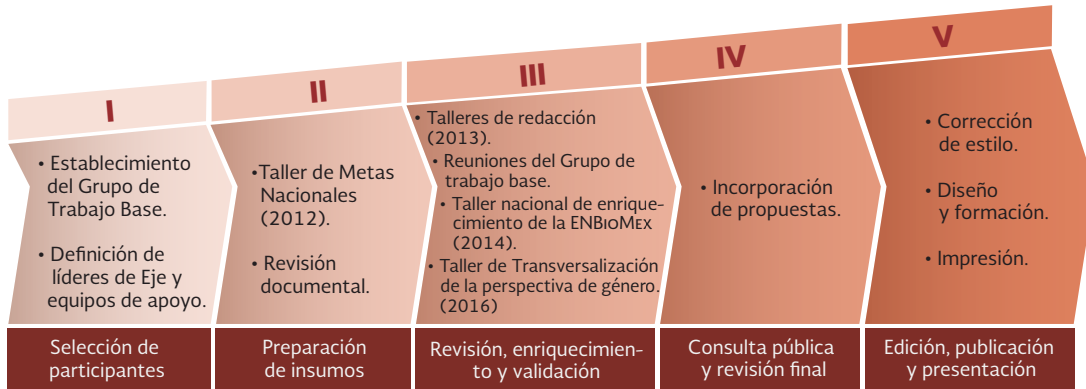 I
• Establecimiento
del Grupo de
Trabajo Base.
• Definición de
líderes de Eje y
equipos de apoyo.
Selección de
participantes
II
• Taller de Metas
Nacionales
(2012).
• Revisión
documental.
Preparación
de insumos
III
• Talleres de redacción
(2013).
• Reuniones del Grupo de
trabajo base.
• Taller nacional de enrique-
cimiento de la ENBIOMEX
(2014).
• Taller de Transversalización
de la perspectiva de género.
(2016)
Revisión, enriquecimien-
to y validación
IV
• Incorporación
de propuestas.
Consulta pública
y revisión final
V
• Corrección
de estilo.
• Diseño
y formación.
• Impresión.
Edición, publicación
y presentación